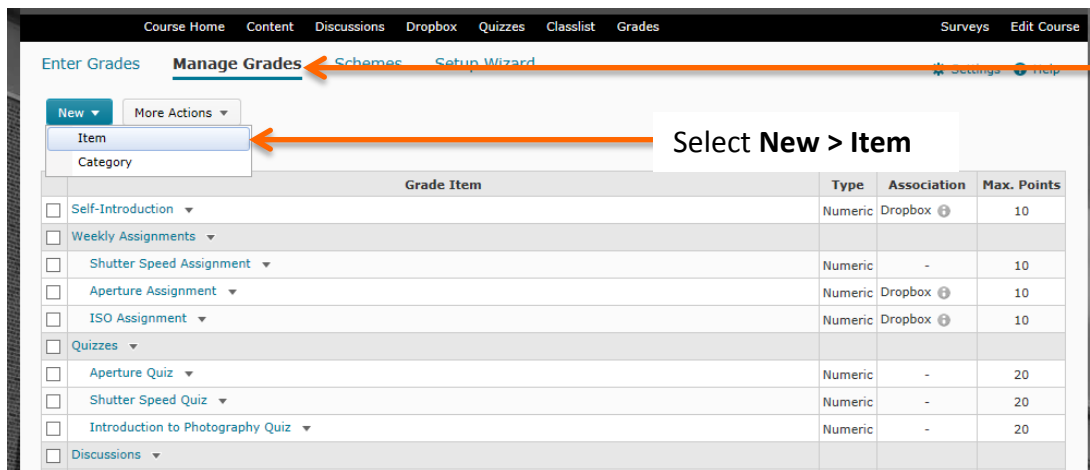 Course Home Content Discussions Dropbox Quizzes Classlist Grades Surveys Edit Course
Enter Grades Manage Grades Schemes Setup Wizard Settings Help
New More Actions
Item
Select New > Item
Category
Grade Item Type Association Max. Points
Self-Introduction Numeric Dropbox 10
Weekly Assignments
Shutter Speed Assignment Numeric - 10
Aperture Assignment Numeric Dropbox 10
ISO Assignment Numeric Dropbox 10
Quizzes
Aperture Quiz Numeric - 20
Shutter Speed Quiz Numeric - 20
Introduction to Photography Quiz Numeric - 20
Discussions